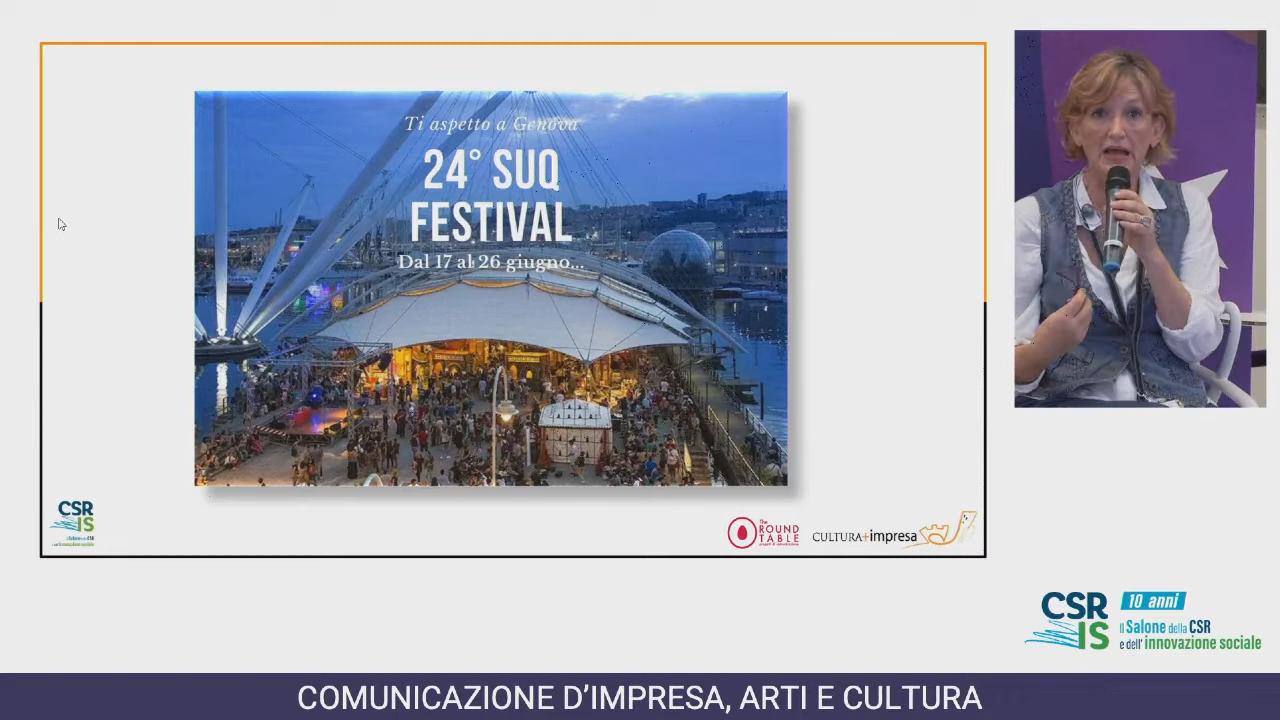 Ti aspetto a Genova
24° SUQ
FESTIVAL
Dal 17 al 26 giugno...
CSR
IS
The
ROUND
TABLE
CULTURA+impresa
CSR
IS
10 anni
il Salone della CSR
e dell'innovazione sociale
COMUNICAZIONE D'IMPRESA, ARTI E CULTURA